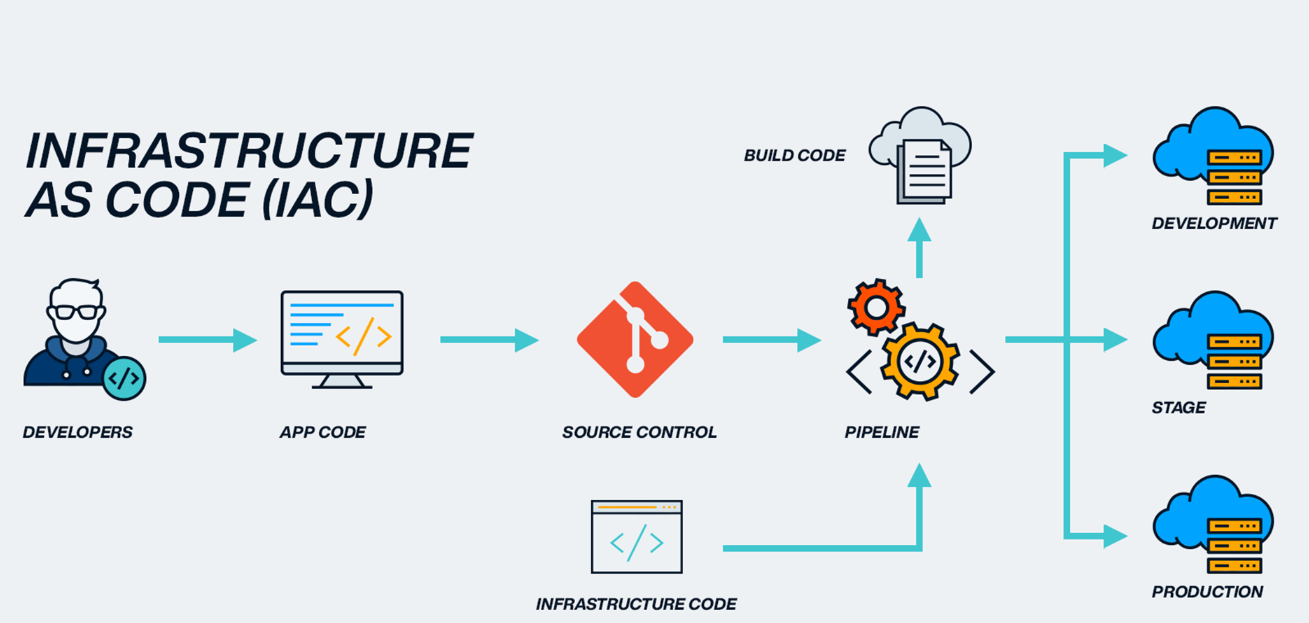 INFRASTRUCTURE
AS CODE (IAC)
BUILD CODE
DEVELOPMENT
DEVELOPERS
APP CODE
SOURCE CONTROL
PIPELINE
STAGE
INFRASTRUCTURE CODE
PRODUCTION